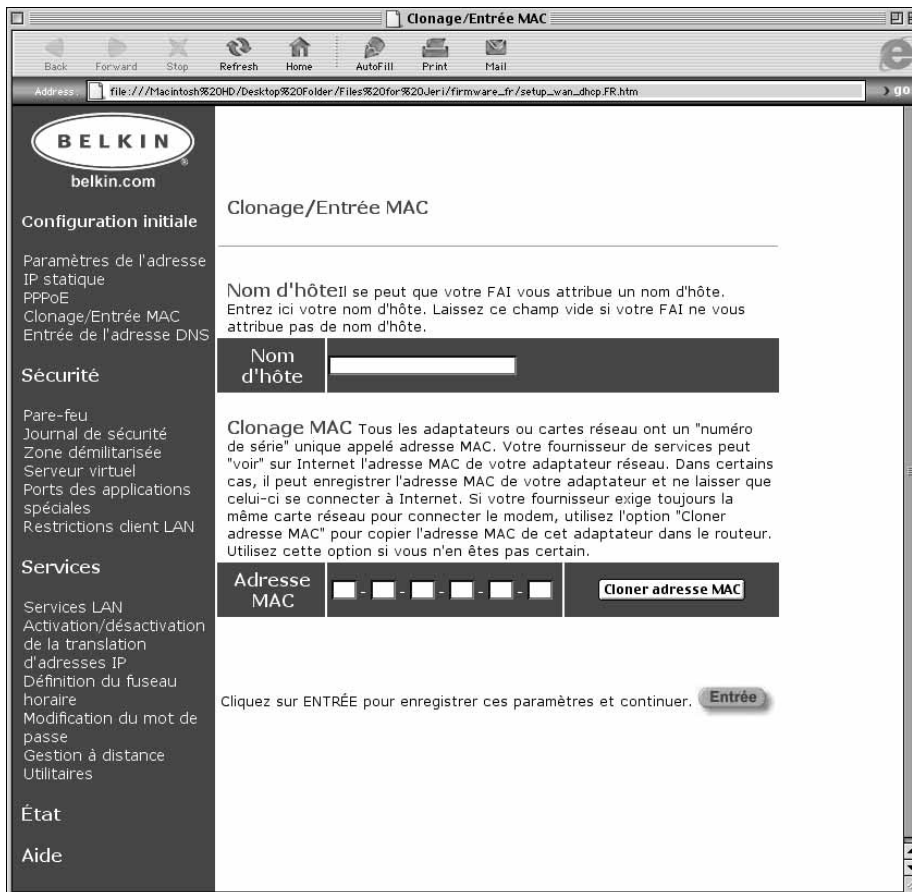 Clonage/Entrée MAC
Back Forward Stop Refresh Home AutoFill Print Mail
Address: file:///Macintosh%20HD/Desktop%20Folder/Files%20for%20Jeri/firmware_fr/setup_wan_dhcp.FR.htm go
BELKIN
®
belkin.com
Configuration initiale
Paramètres de l'adresse
IP statique
PPPoE
Clonage/Entrée MAC
Entrée de l'adresse DNS
Sécurité
Pare-feu
Journal de sécurité
Zone démilitarisée
Serveur virtuel
Ports des applications
spéciales
Restrictions client LAN
Services
Services LAN
Activation/désactivation
de la translation
d'adresses IP
Définition du fuseau
horaire
Modification du mot de
passe
Gestion à distance
Utilitaires
État
Aide
Clonage/Entrée MAC
Nom d'hôteIl se peut que votre FAI vous attribue un nom d'hôte.
Entrez ici votre nom d'hôte. Laissez ce champ vide si votre FAI ne vous
attribue pas de nom d'hôte.
Nom
d'hôte
Clonage MAC Tous les adaptateurs ou cartes réseau ont un "numéro
de série" unique appelé adresse MAC. Votre fournisseur de services peut
"voir" sur Internet l'adresse MAC de votre adaptateur réseau. Dans certains
cas, il peut enregistrer l'adresse MAC de votre adaptateur et ne laisser que
celui-ci se connecter à Internet. Si votre fournisseur exige toujours la
même carte réseau pour connecter le modem, utilisez l'option "Cloner
adresse MAC" pour copier l'adresse MAC de cet adaptateur dans le routeur.
Utilisez cette option si vous n'en êtes pas certain.
Adresse
MAC
- - - - -
Cloner adresse MAC
Cliquez sur ENTRÉE pour enregistrer ces paramètres et continuer. Entrée